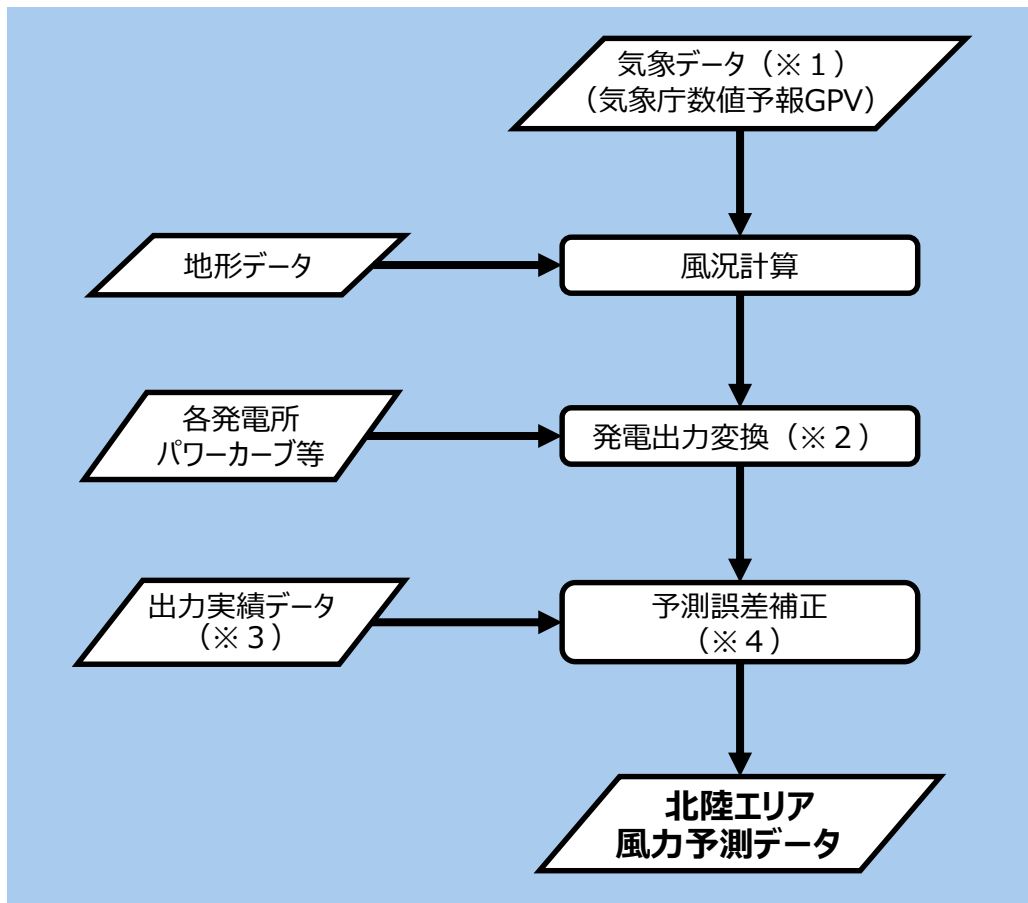 気象データ（※１）
（気象庁数値予報GPV）
地形データ
風況計算
各発電所
パワーカーブ等
発電出力変換（※２）
出力実績データ
（※３）
予測誤差補正
（※４）
北陸エリア
風力予測データ